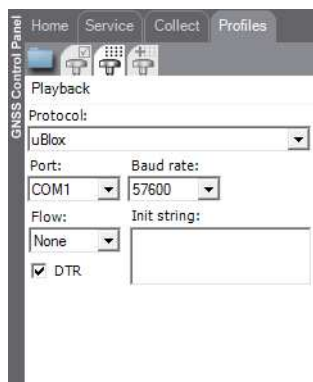 GNSS Control Panel
Home Service Collect Profiles
Playback
Protocol:
uBlox
Port: Baud rate:
COM1 57600
Flow: Init string:
None
DTR